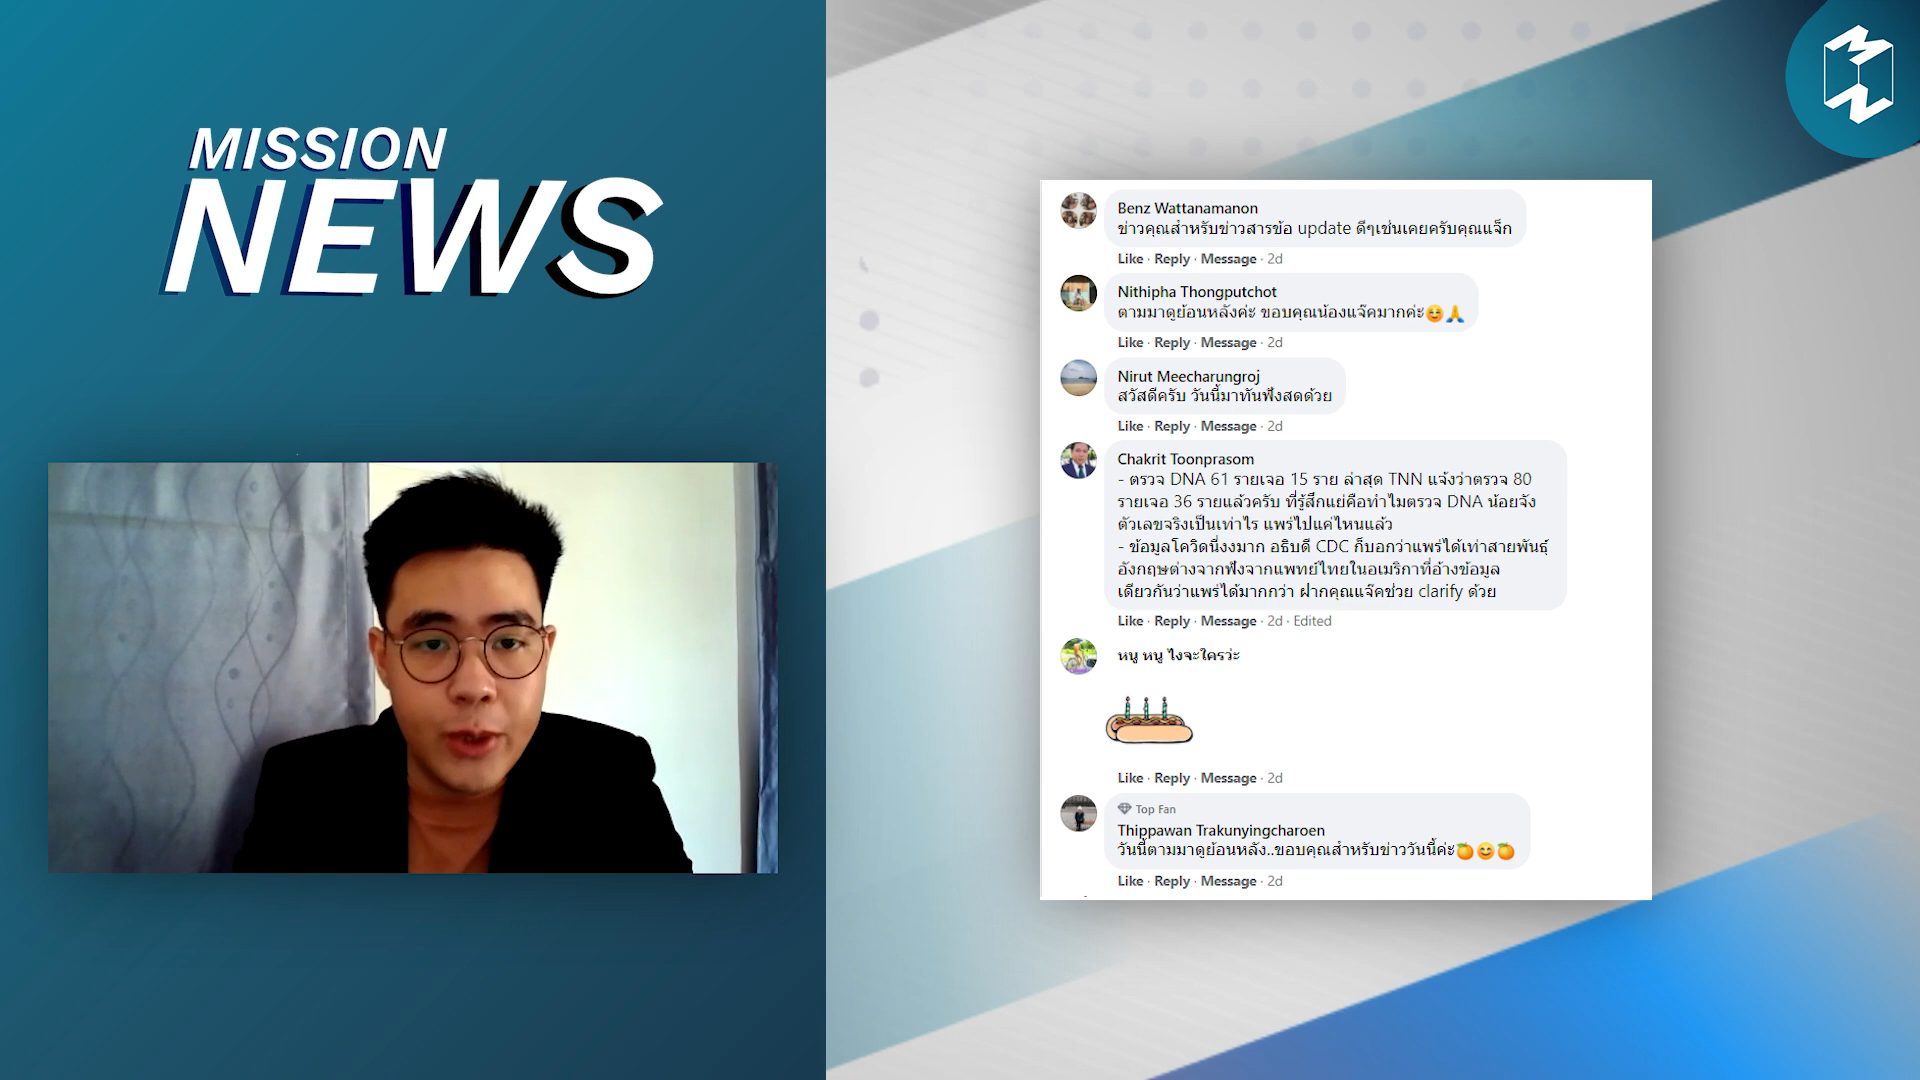 MISSION
NEWS
Benz Wattanamanon
ข่าวคุณสำหรับข่าวสารข้อ update ดีๆเช่นเคยครับคุณแจ็ก
Like · Reply · Message · 2d
Nithipha Thongputchot
ตามมาดูย้อนหลังค่ะ ขอบคุณน้องแจ๊คมากค่ะ😊🙏
Like · Reply · Message · 2d
Nirut Meecharungroj
สวัสดีครับ วันนี้มาทันฟังสดด้วย
Like · Reply · Message · 2d
Chakrit Toonprasom
- ตรวจ DNA 61 รายเจอ 15 ราย ล่าสุด TNN แจ้งว่าตรวจ 80
รายเจอ 36 รายแล้วครับ ที่รู้สึกแย่คือทำไมตรวจ DNA น้อยจัง
ตัวเลขจริงเป็นเท่าไร แพร่ไปแค่ไหนแล้ว
- ข้อมูลโควิดนี่งงมาก อธิบดี CDC ก็บอกว่าแพร่ได้เท่าสายพันธุ์
อังกฤษต่างจากฟังจากแพทย์ไทยในอเมริกาที่อ้างข้อมูล
เดียวกันว่าแพร่ได้มากกว่า ฝากคุณแจ๊คช่วย clarify ด้วย
Like · Reply · Message · 2d · Edited
หนู หนู ไงจะใครว่ะ
Like · Reply · Message · 2d
Top Fan
Thippawan Trakunyingcharoen
วันนี้ตามมาดูย้อนหลัง..ขอบคุณสำหรับข่าววันนี้ค่ะ🍊😊🍊
Like · Reply · Message · 2d